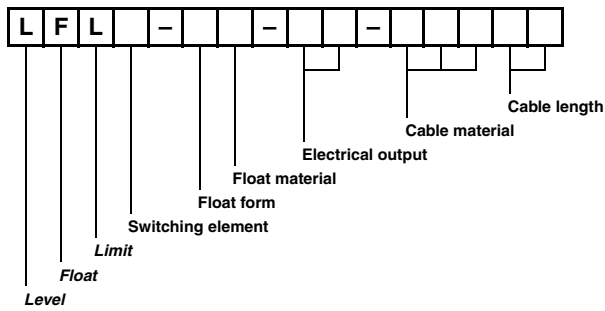 L F L – – –
Cable length
Cable material
Electrical output
Float material
Float form
Switching element
Limit
Float
Level